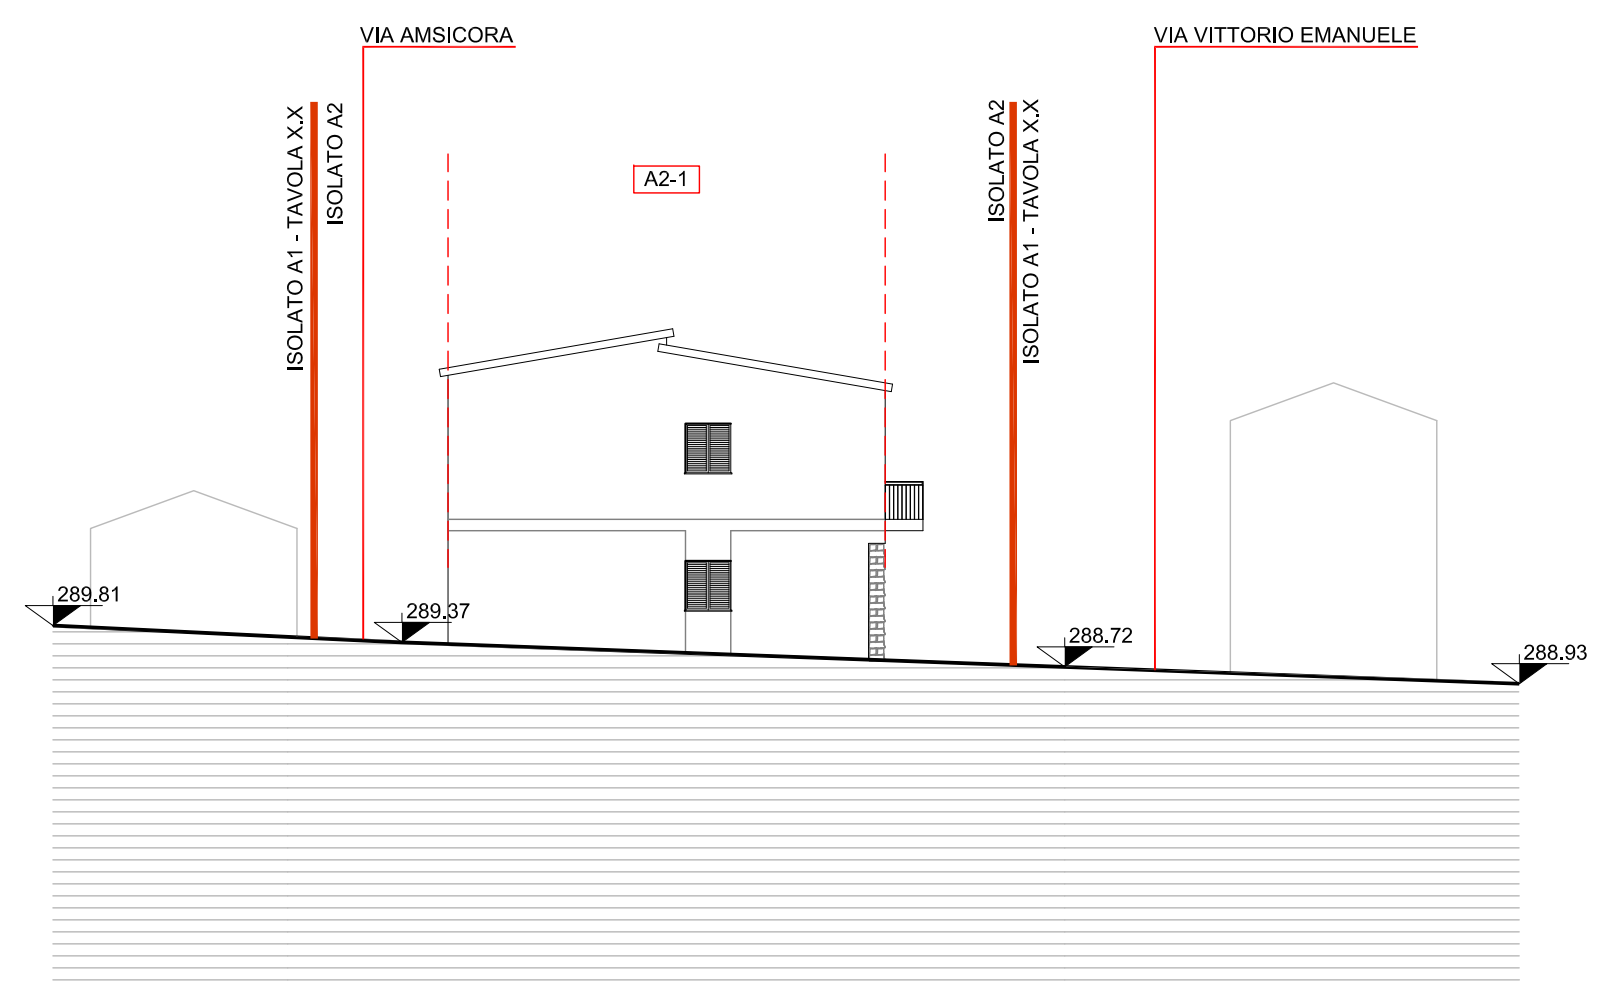 VIA AMSICORA
VIA VITTORIO EMANUELE
ISOLATO A1 - TAVOLA X.X
ISOLATO A2
A2-1
ISOLATO A2
ISOLATO A1 - TAVOLA X.X
289.81
289.37
288.72
288.93